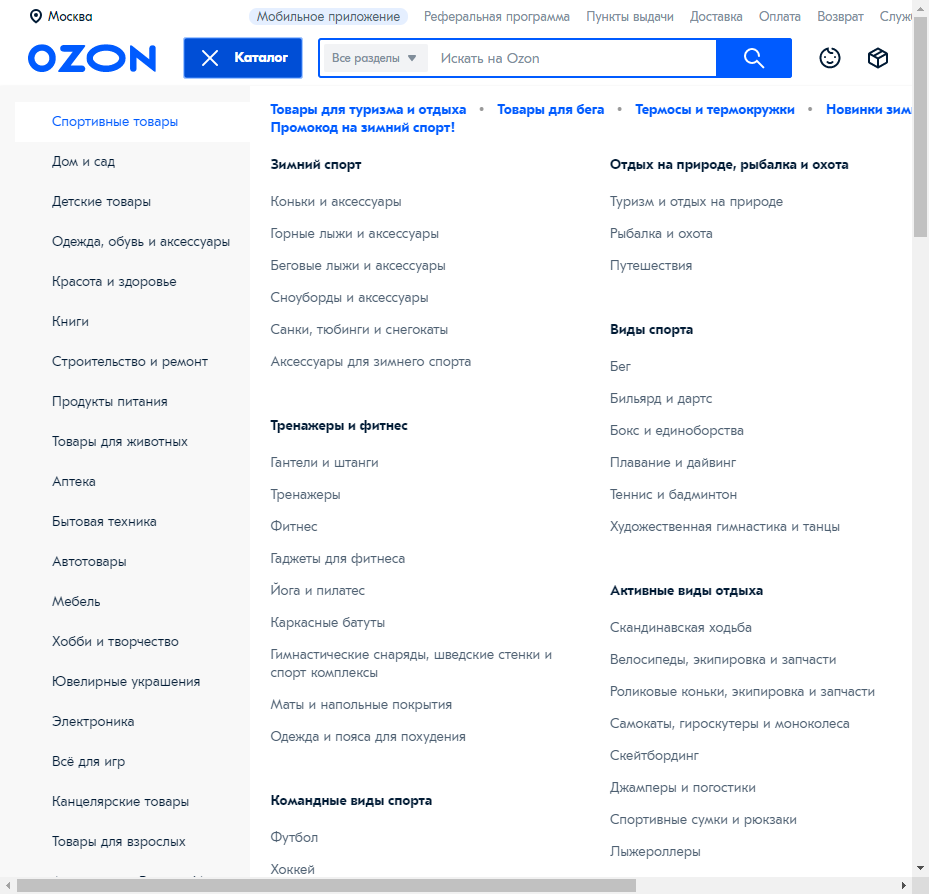 Москва
Мобильное приложение Реферальная программа Пункты выдачи Доставка Оплата Возврат
OZON
Каталог
Все разделы
Искать на Ozon
Спортивные товары
Дом и сад
Детские товары
Одежда, обувь и аксессуары
Красота и здоровье
Книги
Строительство и ремонт
Продукты питания
Товары для животных
Аптека
Бытовая техника
Автотовары
Мебель
Хобби и творчество
Ювелирные украшения
Электроника
Всё для игр
Канцелярские товары
Товары для взрослых
Товары для туризма и отдыха • Товары для бега • Термосы и термокружки • Новинки
Промокод на зимний спорт!
Зимний спорт
Коньки и аксессуары
Горные лыжи и аксессуары
Беговые лыжи и аксессуары
Сноуборды и аксессуары
Санки, тюбинги и снегокаты
Аксессуары для зимнего спорта
Тренажеры и фитнес
Гантели и штанги
Тренажеры
Фитнес
Гаджеты для фитнеса
Йога и пилатес
Каркасные батуты
Гимнастические снаряды, шведские стенки и
спорт комплексы
Маты и напольные покрытия
Одежда и пояса для похудения
Командные виды спорта
Футбол
Хоккей
Отдых на природе, рыбалка и охота
Туризм и отдых на природе
Рыбалка и охота
Путешествия
Виды спорта
Бег
Бильярд и дартс
Бокс и единоборства
Плавание и дайвинг
Теннис и бадминтон
Художественная гимнастика и танцы
Активные виды отдыха
Скандинавская ходьба
Велосипеды, экипировка и запчасти
Роликовые коньки, экипировка и запчасти
Самокаты, гироскутеры и моноколеса
Скейтбординг
Джамперы и погостики
Спортивные сумки и рюкзаки
Лыжероллеры